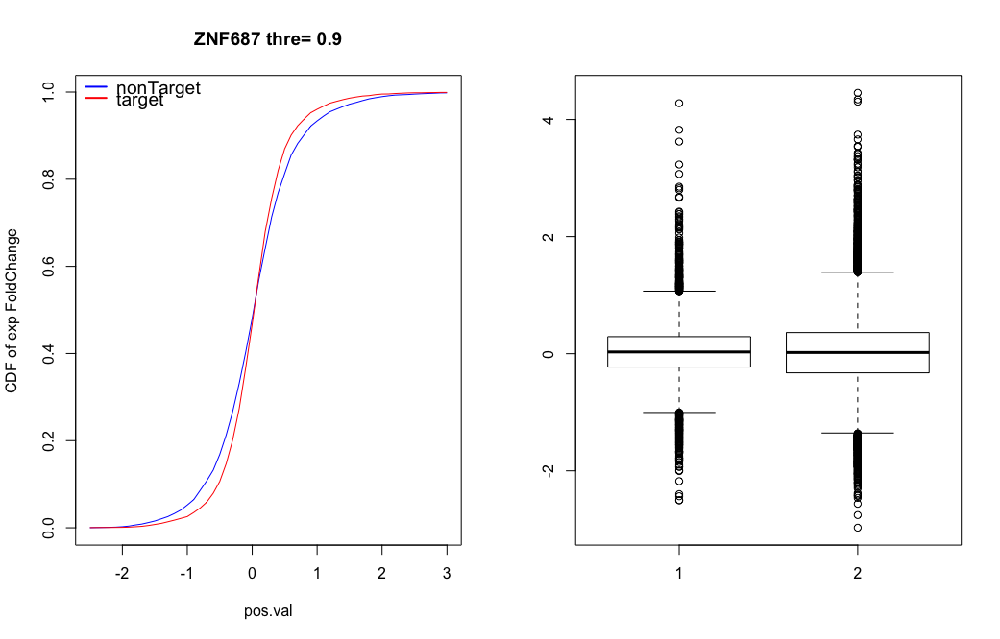 ZNF687 thre= 0.9
nonTarget
target
CDF of exp FoldChange
1.0
0.8
0.6
0.4
0.2
0.0
-2 -1 0 1 2 3
pos.val
4
2
0
-2
1 2